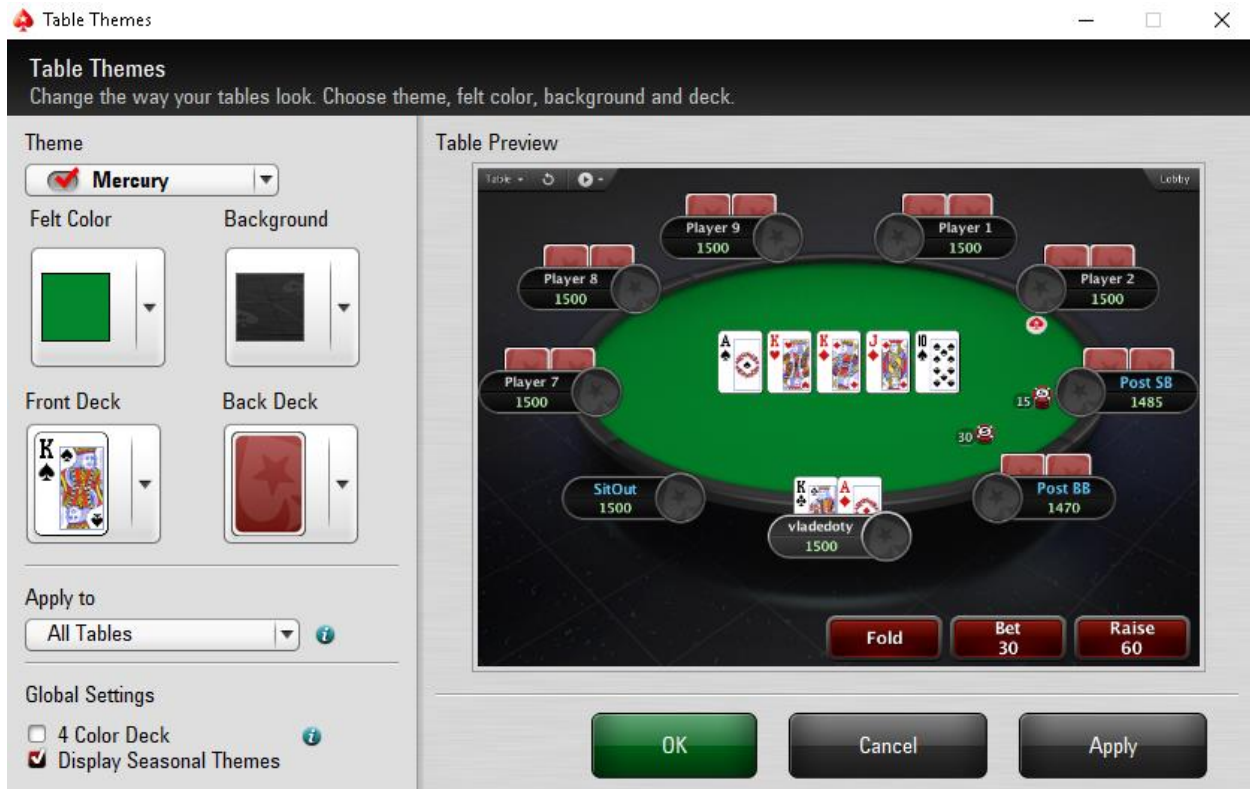 Table Themes
Table Themes
Change the way your tables look. Choose theme, felt color, background and deck.
Theme
Mercury
Felt Color
Background
Front Deck
Back Deck
K
Apply to
All Tables
Global Settings
4 Color Deck
Display Seasonal Themes
Table Preview
Table
Lobby
Player 9
1500
Player 1
1500
Player 8
1500
Player 2
1500
A K K J 10
Player 7
1500
15
Post SB
1485
30
SitOut
1500
K A
vladedoty
1500
Post BB
1470
Fold
Bet
30
Raise
60
OK
Cancel
Apply